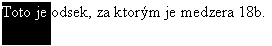 Toto je odsek, za ktorým je medzera 18b.